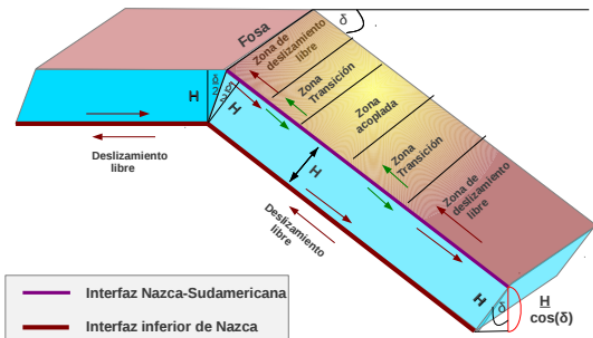 δ
Fosa
Zona de
deslizamiento
libre
Zona
Transición
Zona
acoplada
Zona
Transición
Zona de
deslizamiento
libre
H
δ
2
H
H
Deslizamiento
libre
Deslizamiento
libre
H
δ
H
cos(δ)
Interfaz Nazca-Sudamericana
Interfaz inferior de Nazca